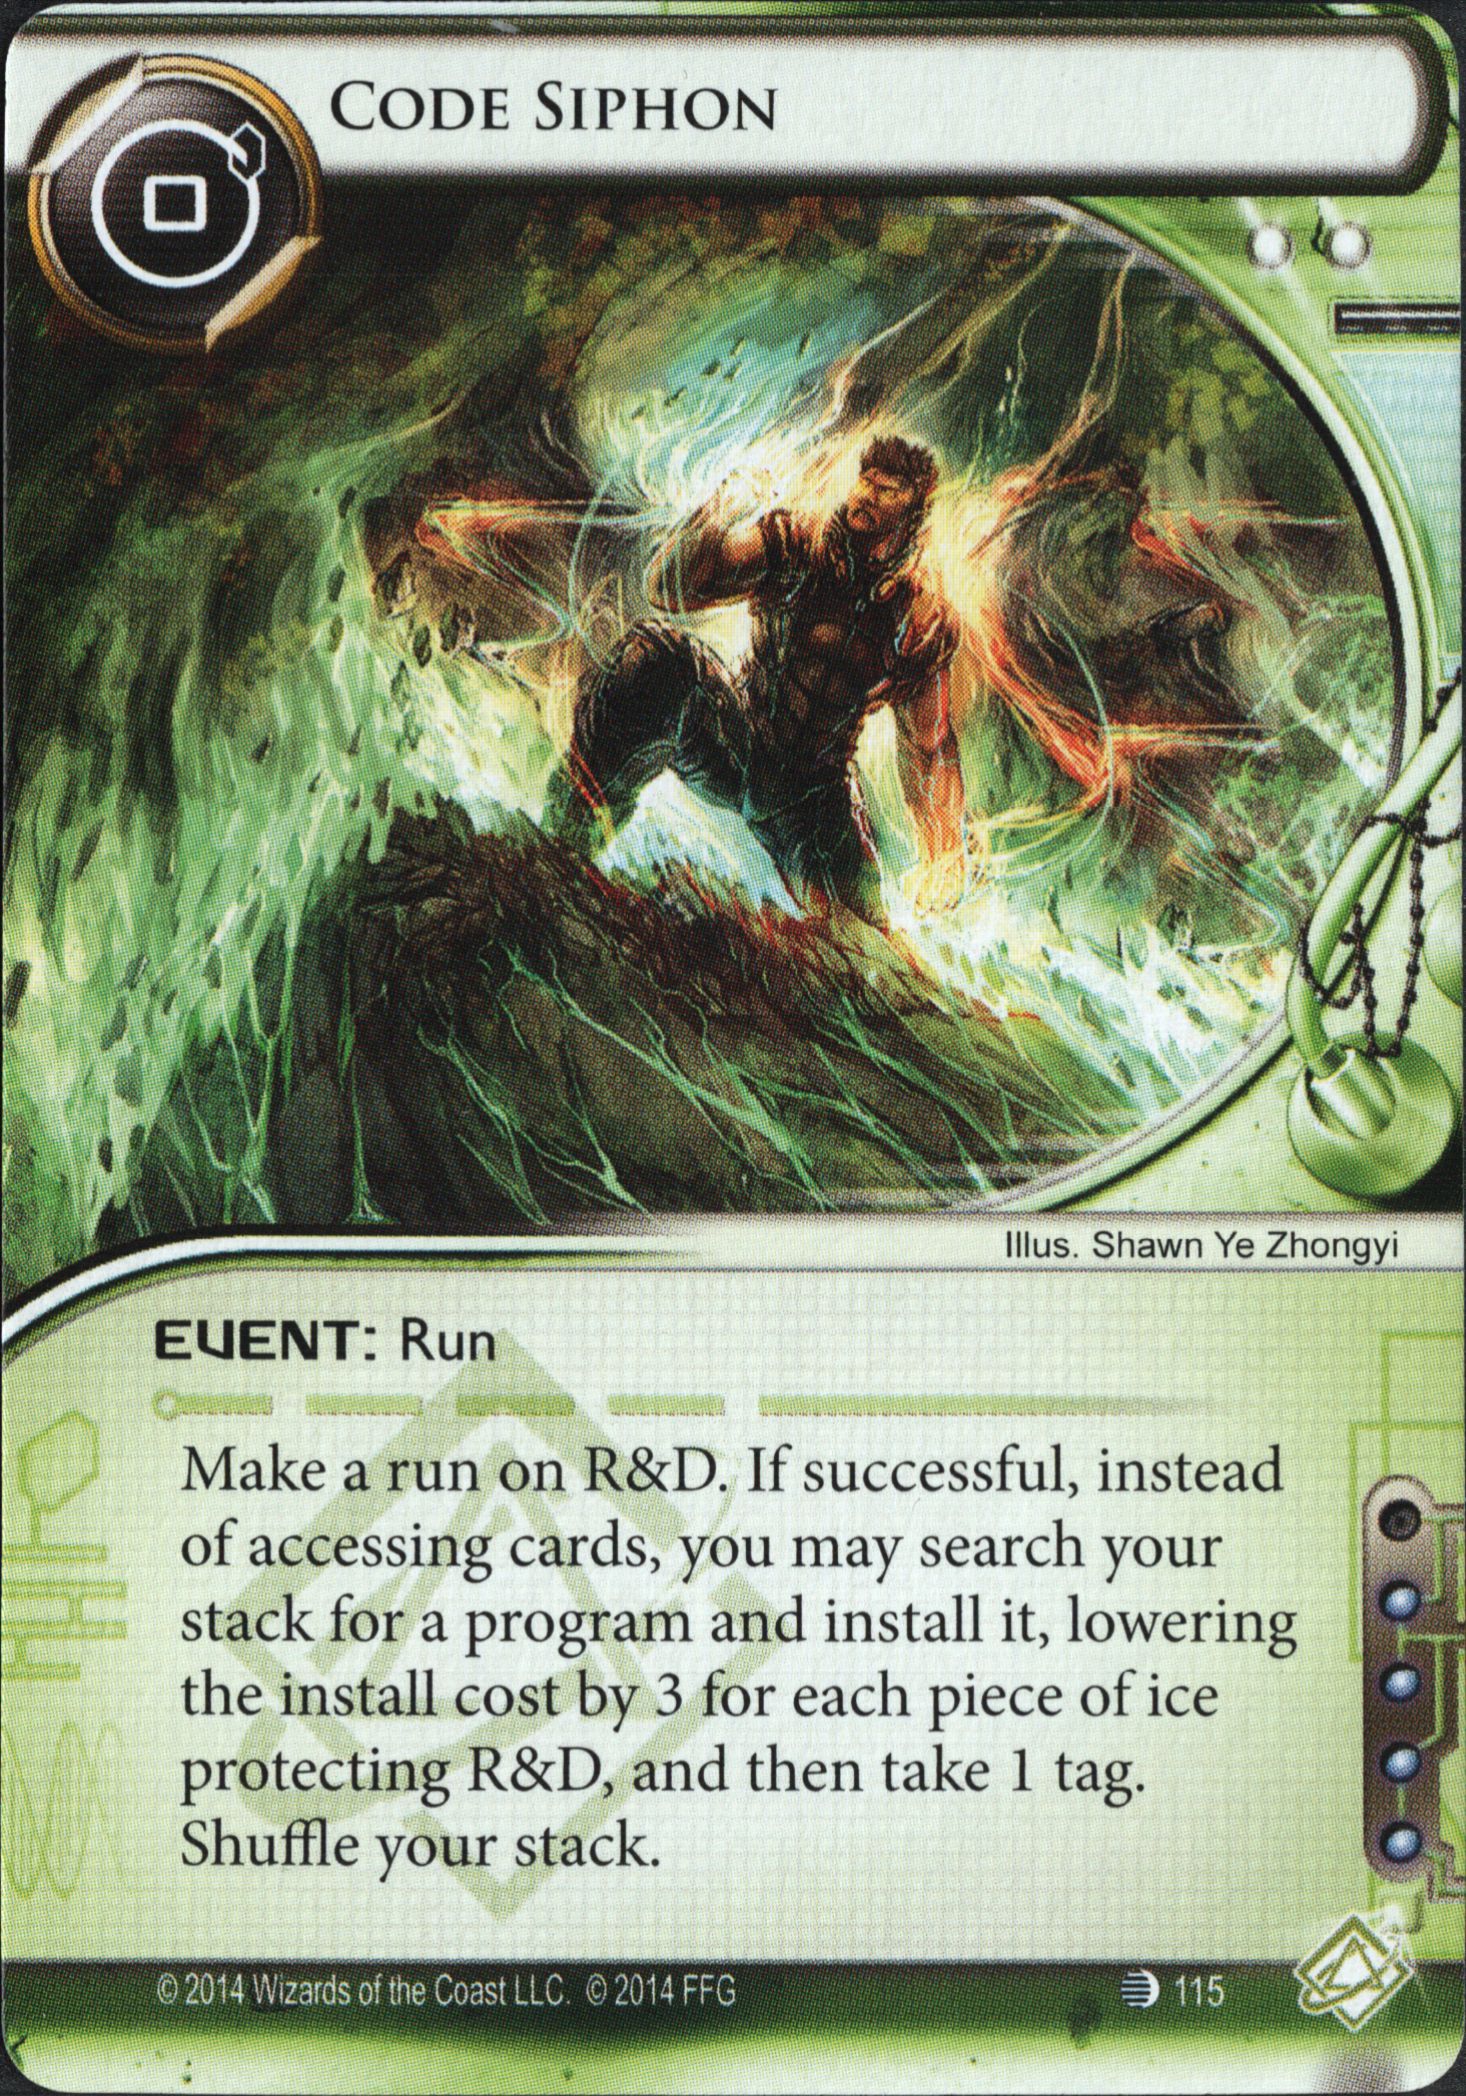 0
CODE SIPHON
Illus. Shawn Ye Zhongyi
EVENT: Run
Make a run on R&D. If successful, instead
of accessing cards, you may search your
stack for a program and install it, lowering
the install cost by 3 for each piece of ice
protecting R&D, and then take 1 tag.
Shuffle your stack.
© 2014 Wizards of the Coast LLC. © 2014 FFG
115